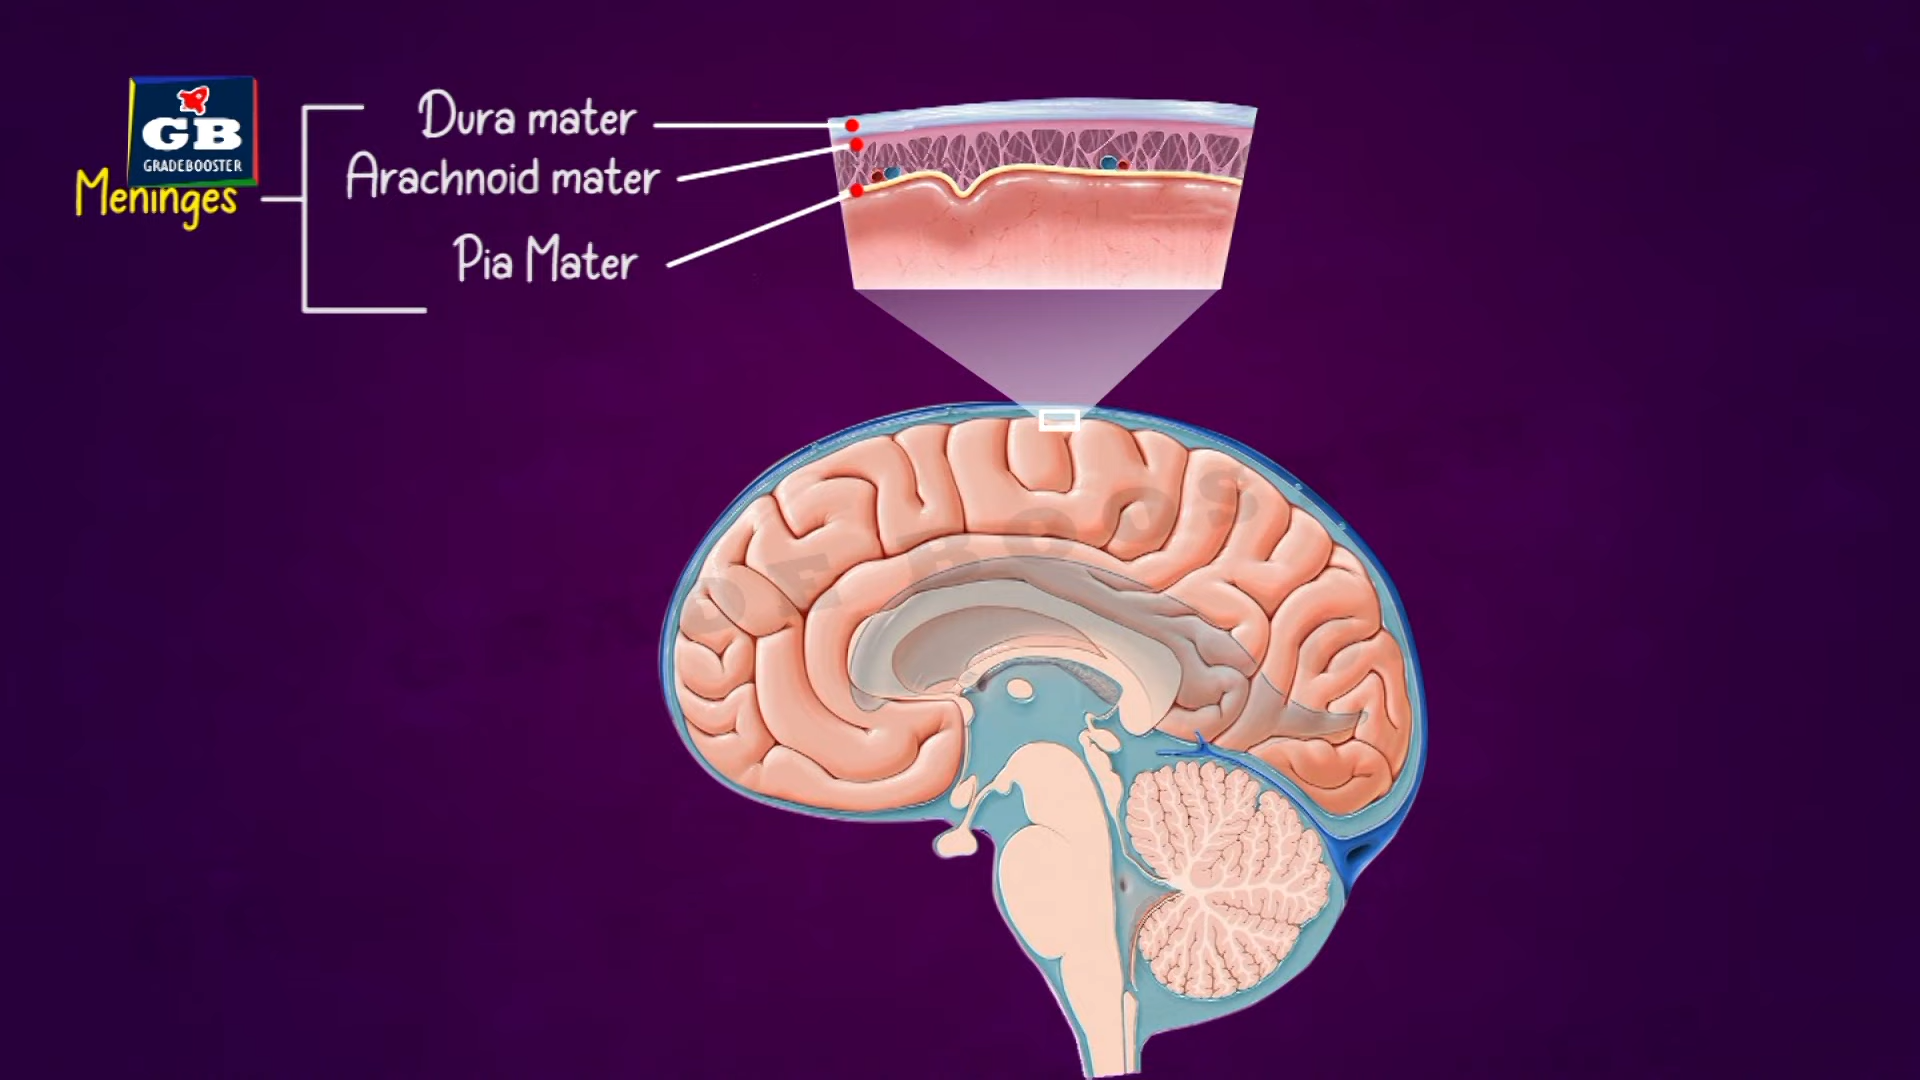 GB
GRADEBOOSTER
Meninges
Dura mater
Arachnoid mater
Pia Mater